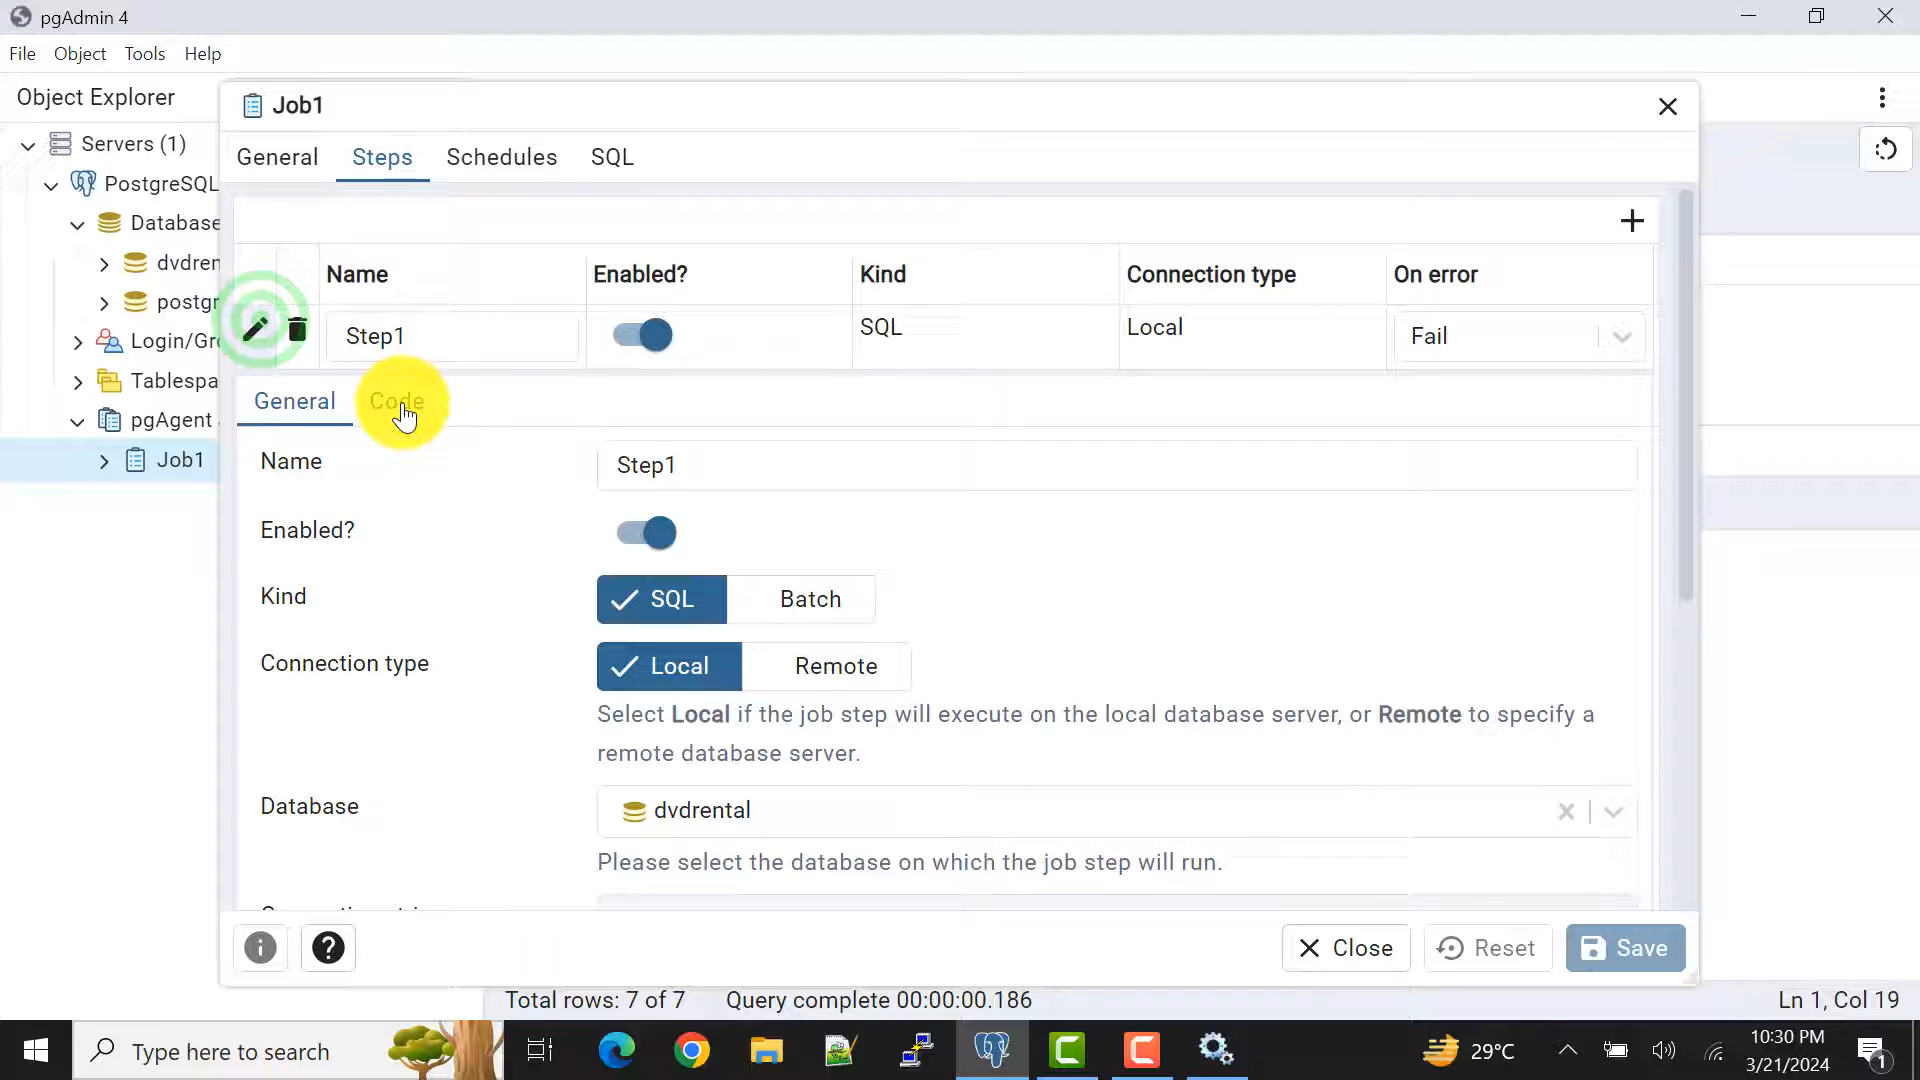 pgAdmin 4
File Object Tools Help
Object Explorer
Servers (1)
PostgreSQL
Database
dvdren
postgr
Login/Gro
Tablespa
pgAgent
Job1
Job1
General Steps Schedules SQL
Name Enabled? Kind Connection type On error
Step1 SQL Local Fail
General Code
Name Step1
Enabled?
Kind SQL Batch
Connection type Local Remote
Select Local if the job step will execute on the local database server, or Remote to specify a
remote database server.
Database dvdrental
Please select the database on which the job step will run.
Close Reset Save
Total rows: 7 of 7 Query complete 00:00:00.186 Ln 1, Col 19
Type here to search 29°C 10:30 PM
3/21/2024 1